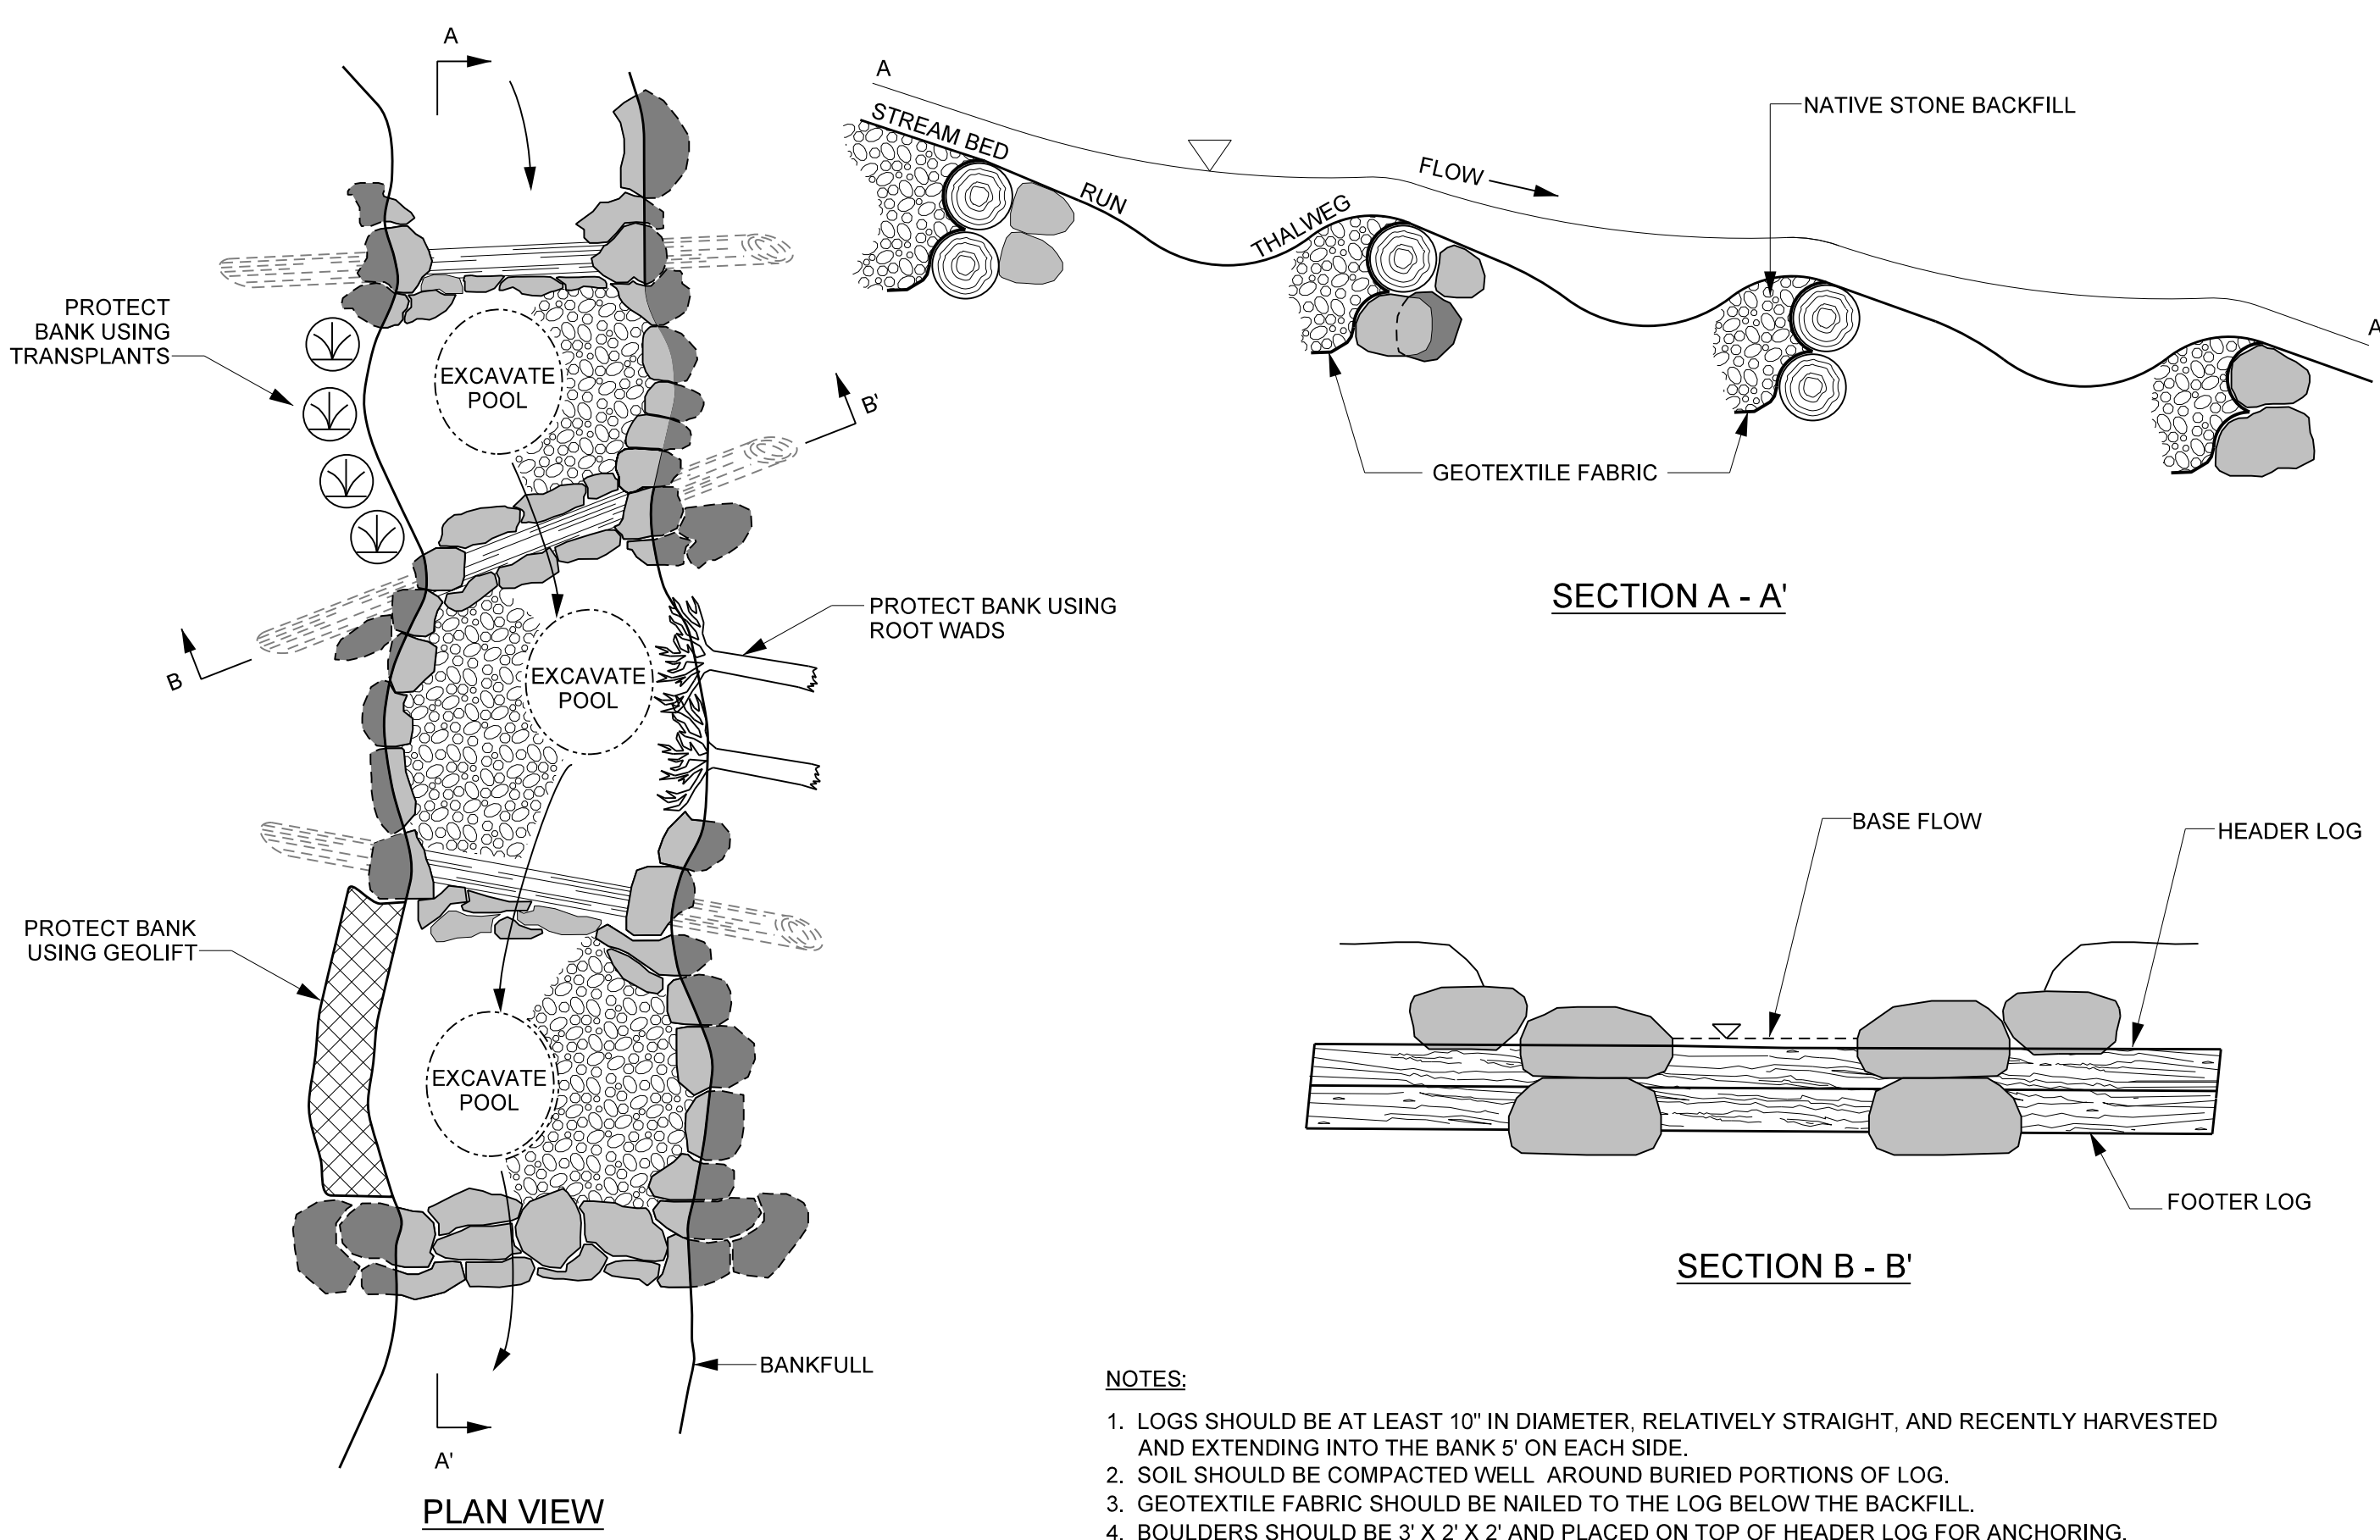 A
PROTECT
BANK USING
TRANSPLANTS
EXCAVATE
POOL
B'
B
EXCAVATE
POOL
PROTECT BANK USING
ROOT WADS
PROTECT BANK
USING GEOLIFT
EXCAVATE
POOL
BANKFULL
A'
PLAN VIEW
A
STREAM BED
RUN
THALWEG
FLOW
NATIVE STONE BACKFILL
A
GEOTEXTILE FABRIC
SECTION A - A'
BASE FLOW
HEADER LOG
FOOTER LOG
SECTION B - B'
NOTES:
1. LOGS SHOULD BE AT LEAST 10" IN DIAMETER, RELATIVELY STRAIGHT, AND RECENTLY HARVESTED
AND EXTENDING INTO THE BANK 5' ON EACH SIDE.
2. SOIL SHOULD BE COMPACTED WELL AROUND BURIED PORTIONS OF LOG.
3. GEOTEXTILE FABRIC SHOULD BE NAILED TO THE LOG BELOW THE BACKFILL.
4. BOULDERS SHOULD BE 3' X 2' X 2' AND PLACED ON TOP OF HEADER LOG FOR ANCHORING.